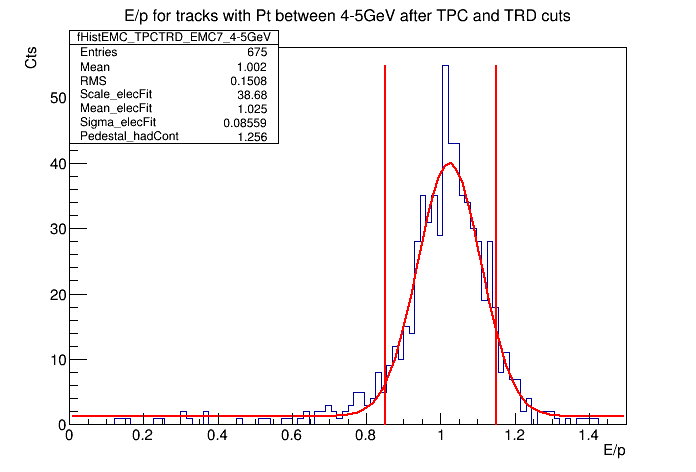 E/p for tracks with Pt between 4-5GeV after TPC and TRD cuts
fHistEMC_TPCTRD_EMC7_4-5GeV
Entries 675
Mean 1.002
RMS 0.1508
Scale_elecFit 38.68
Mean_elecFit 1.025
Sigma_elecFit 0.08559
Pedestal_hadCont 1.256
Cts
50
40
30
20
10
0
0 0.2 0.4 0.6 0.8 1 1.2 1.4
E/p